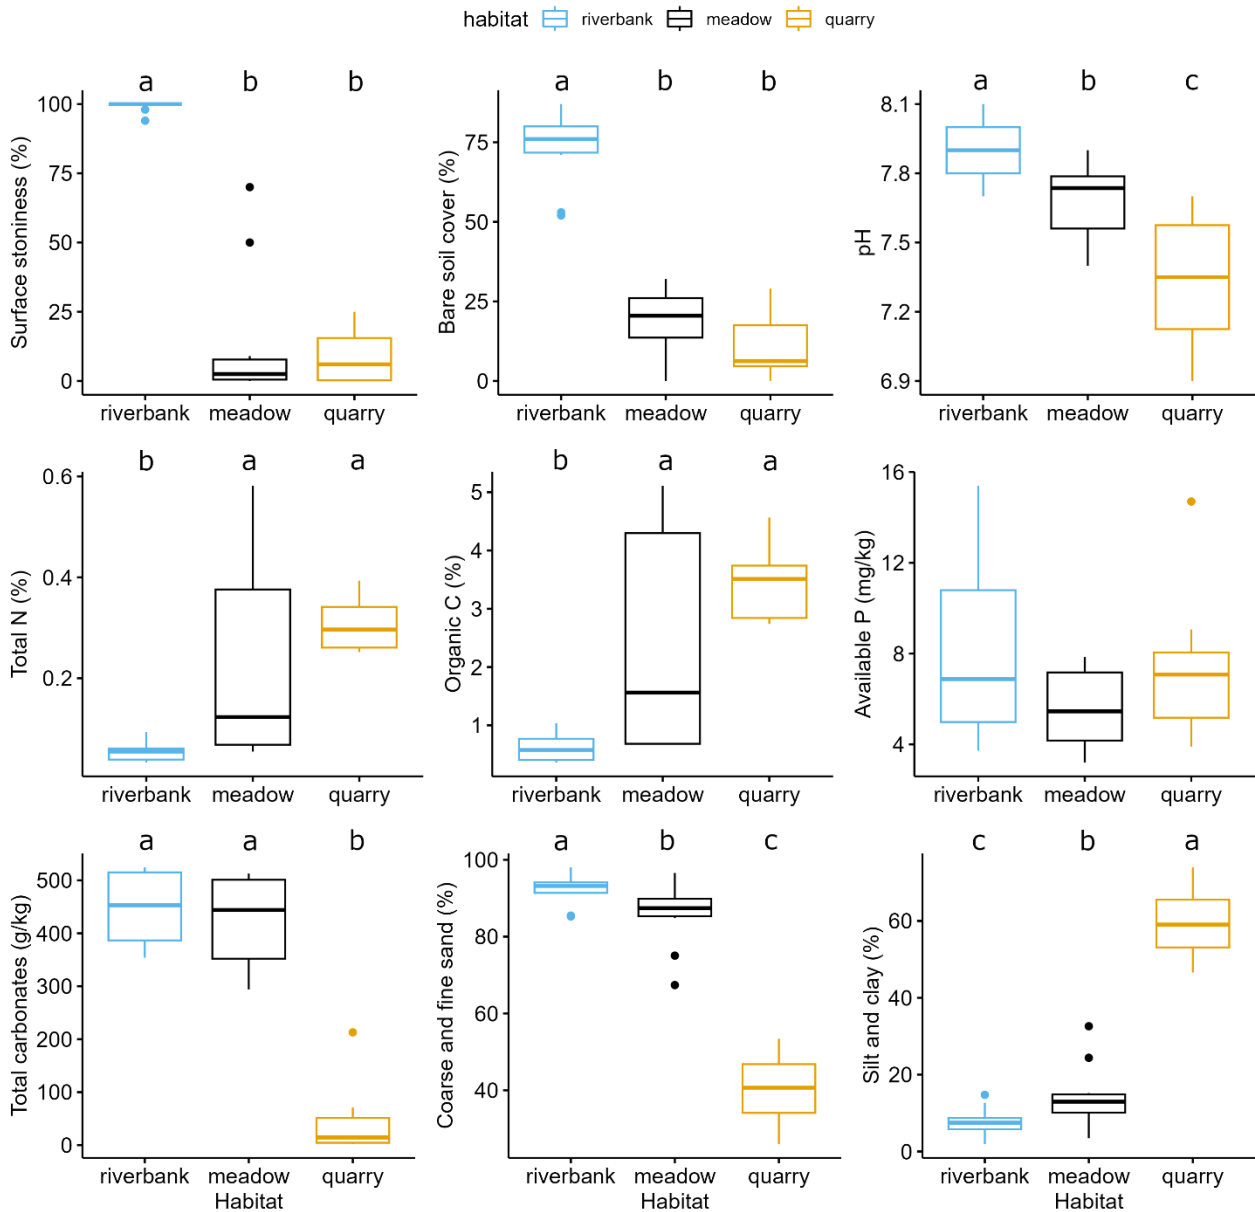 habitat riverbank meadow quarry
a b b
Surface stoniness (%)
100
75
50
25
0
riverbank meadow quarry
a b b
Bare soil cover (%)
75
50
25
0
riverbank meadow quarry
a b c
pH
8.1
7.8
7.5
7.2
6.9
riverbank meadow quarry
b a a
Total N (%)
0.6
0.4
0.2
riverbank meadow quarry
b a a
Organic C (%)
5
4
3
2
1
riverbank meadow quarry
Available P (mg/kg)
16
12
8
4
riverbank meadow quarry
a a b
Total carbonates (g/kg)
500
400
300
200
100
0
riverbank meadow quarry
Habitat
a b c
Coarse and fine sand (%)
100
80
60
40
riverbank meadow quarry
Habitat
c b a
Silt and clay (%)
60
40
20
0
riverbank meadow quarry
Habitat